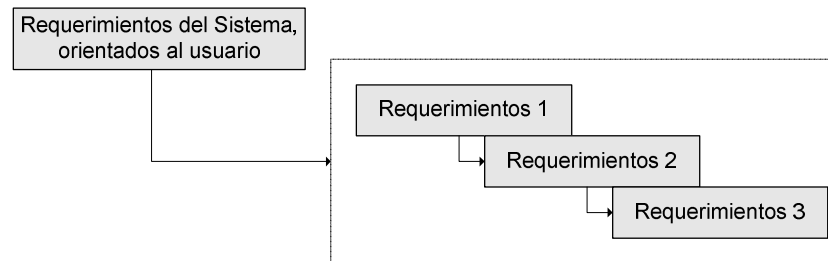 Requerimientos del Sistema,
orientados al usuario
Requerimientos 1
Requerimientos 2
Requerimientos 3